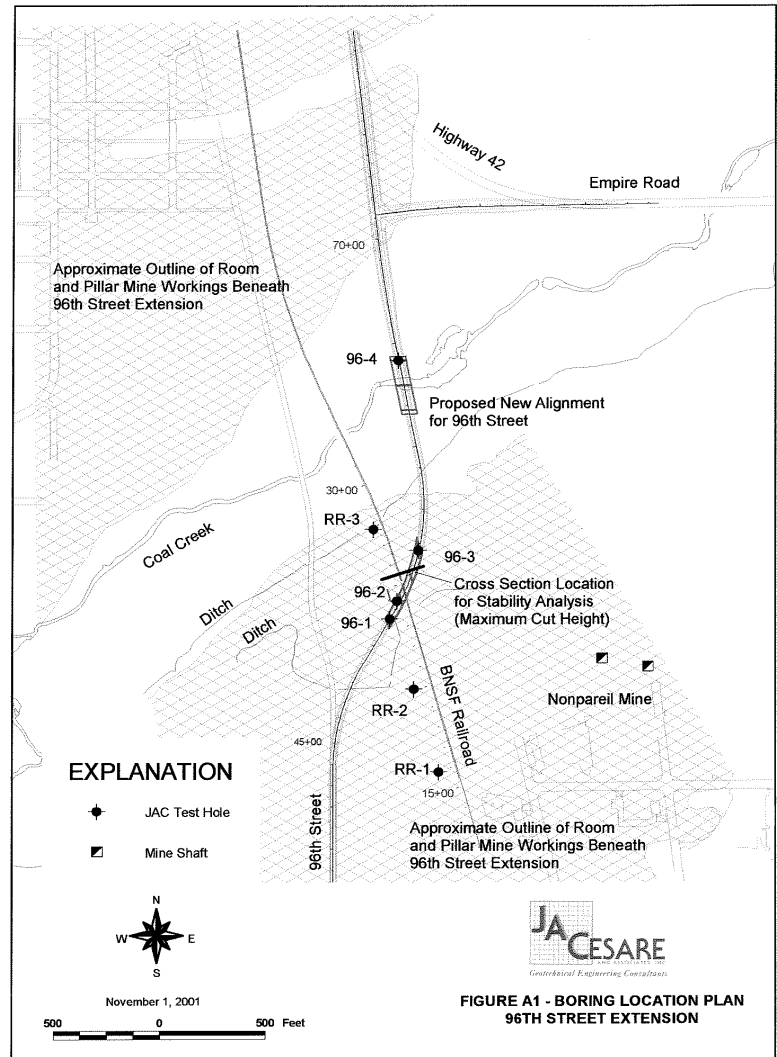 Highway 42
Empire Road
70+00
Approximate Outline of Room
and Pillar Mine Workings Beneath
96th Street Extension
96-4
Proposed New Alignment
for 96th Street
30+00
RR-3
Coal Creek
96-3
Ditch
Cross Section Location
for Stability Analysis
(Maximum Cut Height)
96-2
96-1
Ditch
BNSF Railroad
Nonpareil Mine
RR-2
45+00
RR-1
15+00
EXPLANATION
JAC Test Hole
Mine Shaft
96th Street
Approximate Outline of Room
and Pillar Mine Workings Beneath
96th Street Extension
N
W E
S
JA CESARE
AND ASSOCIATES, INC
Geotechnical Engineering Consultants
November 1, 2001
500 0 500 Feet
FIGURE A1 - BORING LOCATION PLAN
96TH STREET EXTENSION